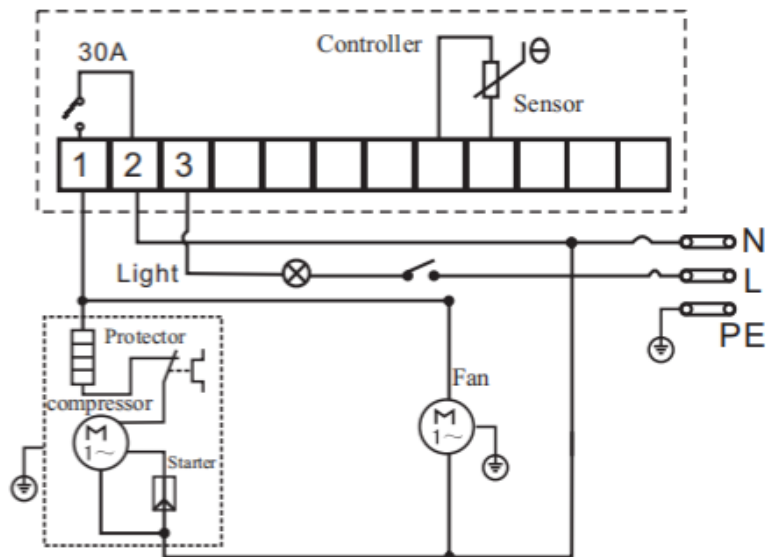 30A
Controller
θ
Sensor
1 2 3
N
Light
L
PE
Protector
Fan
compressor
M
1~
M
1~
Starter